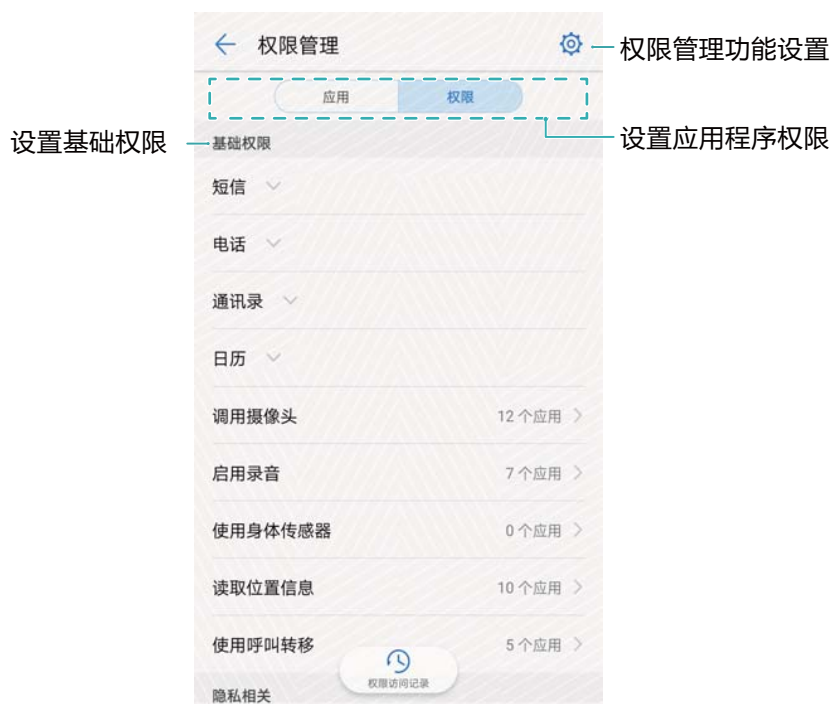 权限管理
权限管理功能设置
应用 权限
设置应用程序权限
设置基础权限
基础权限
短信
电话
通讯录
日历
调用摄像头 12 个应用
启用录音 7 个应用
使用身体传感器 0 个应用
读取位置信息 10 个应用
使用呼叫转移 5 个应用
权限访问记录
隐私相关